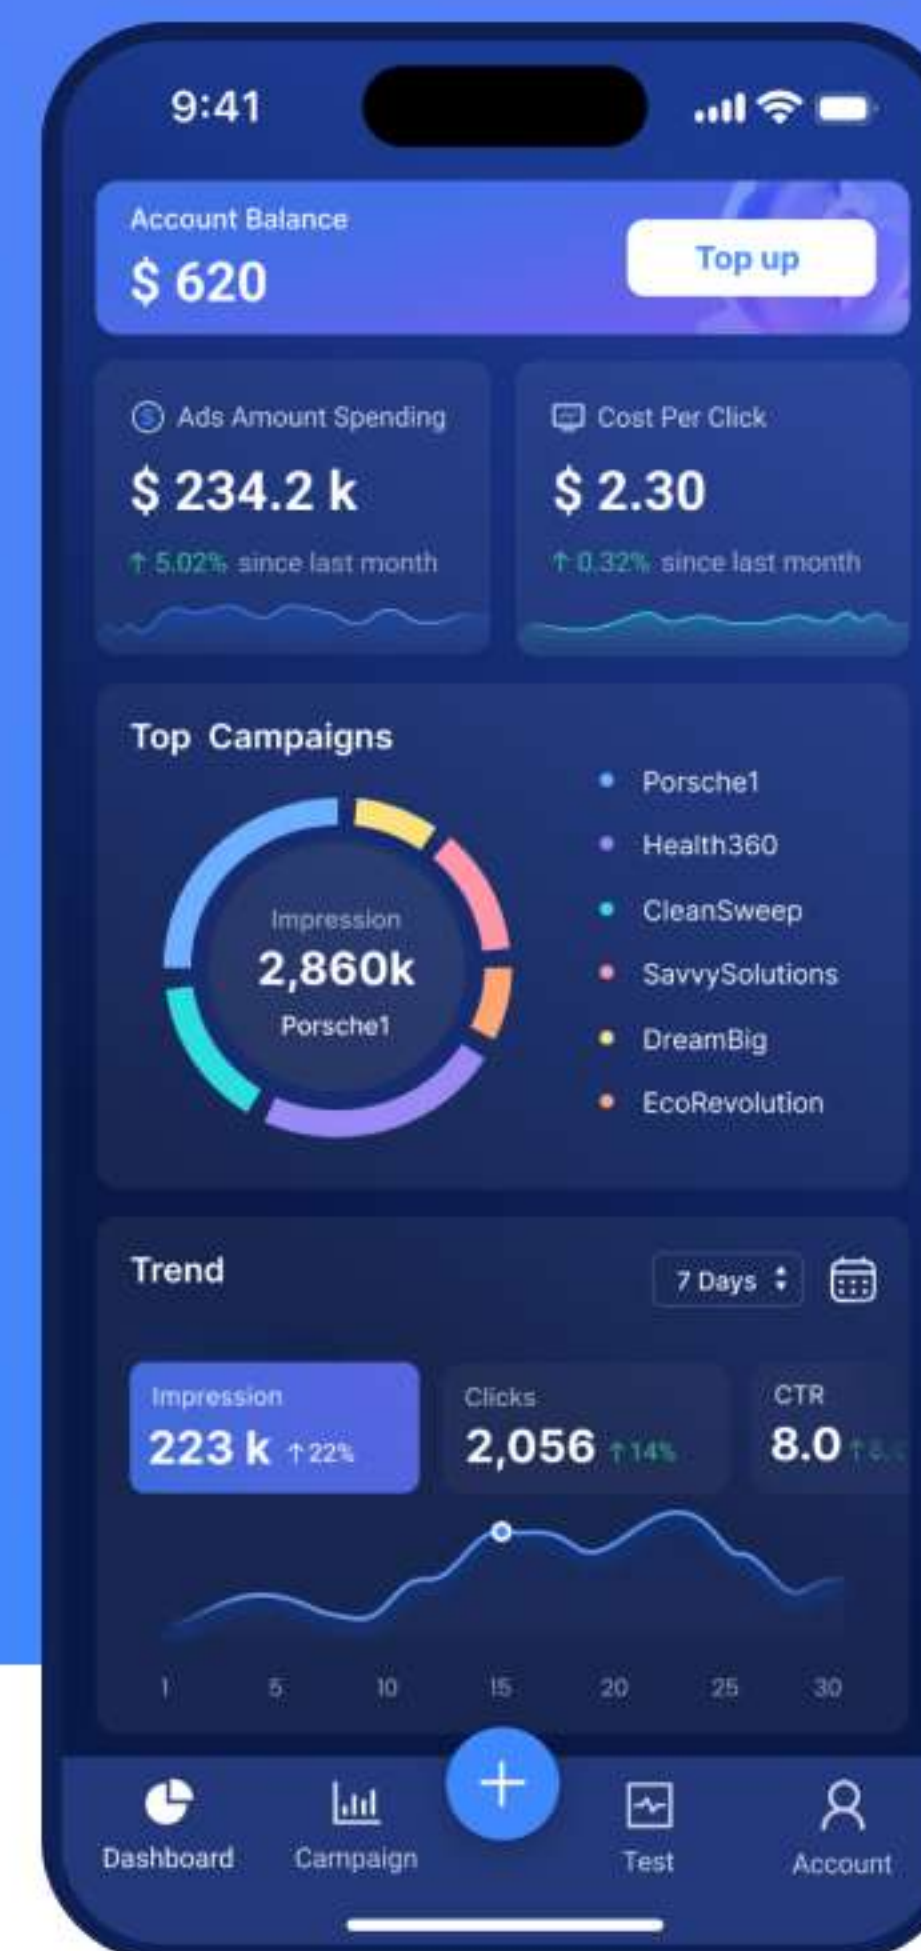 9:41
Account Balance
$ 620
Top up
Ads Amount Spending
$ 234.2 k
↑ 5.02% since last month
Cost Per Click
$ 2.30
↑ 0.32% since last month
Top Campaigns
Impression
2,860k
Porsche1
Porsche1
Health360
CleanSweep
SavvySolutions
DreamBig
EcoRevolution
Trend
7 Days
Impression
223 k ↑22%
Clicks
2,056 ↑14%
CTR
8.0
1 5 10 15 20 25 30
Dashboard
Campaign
+
Test
Account